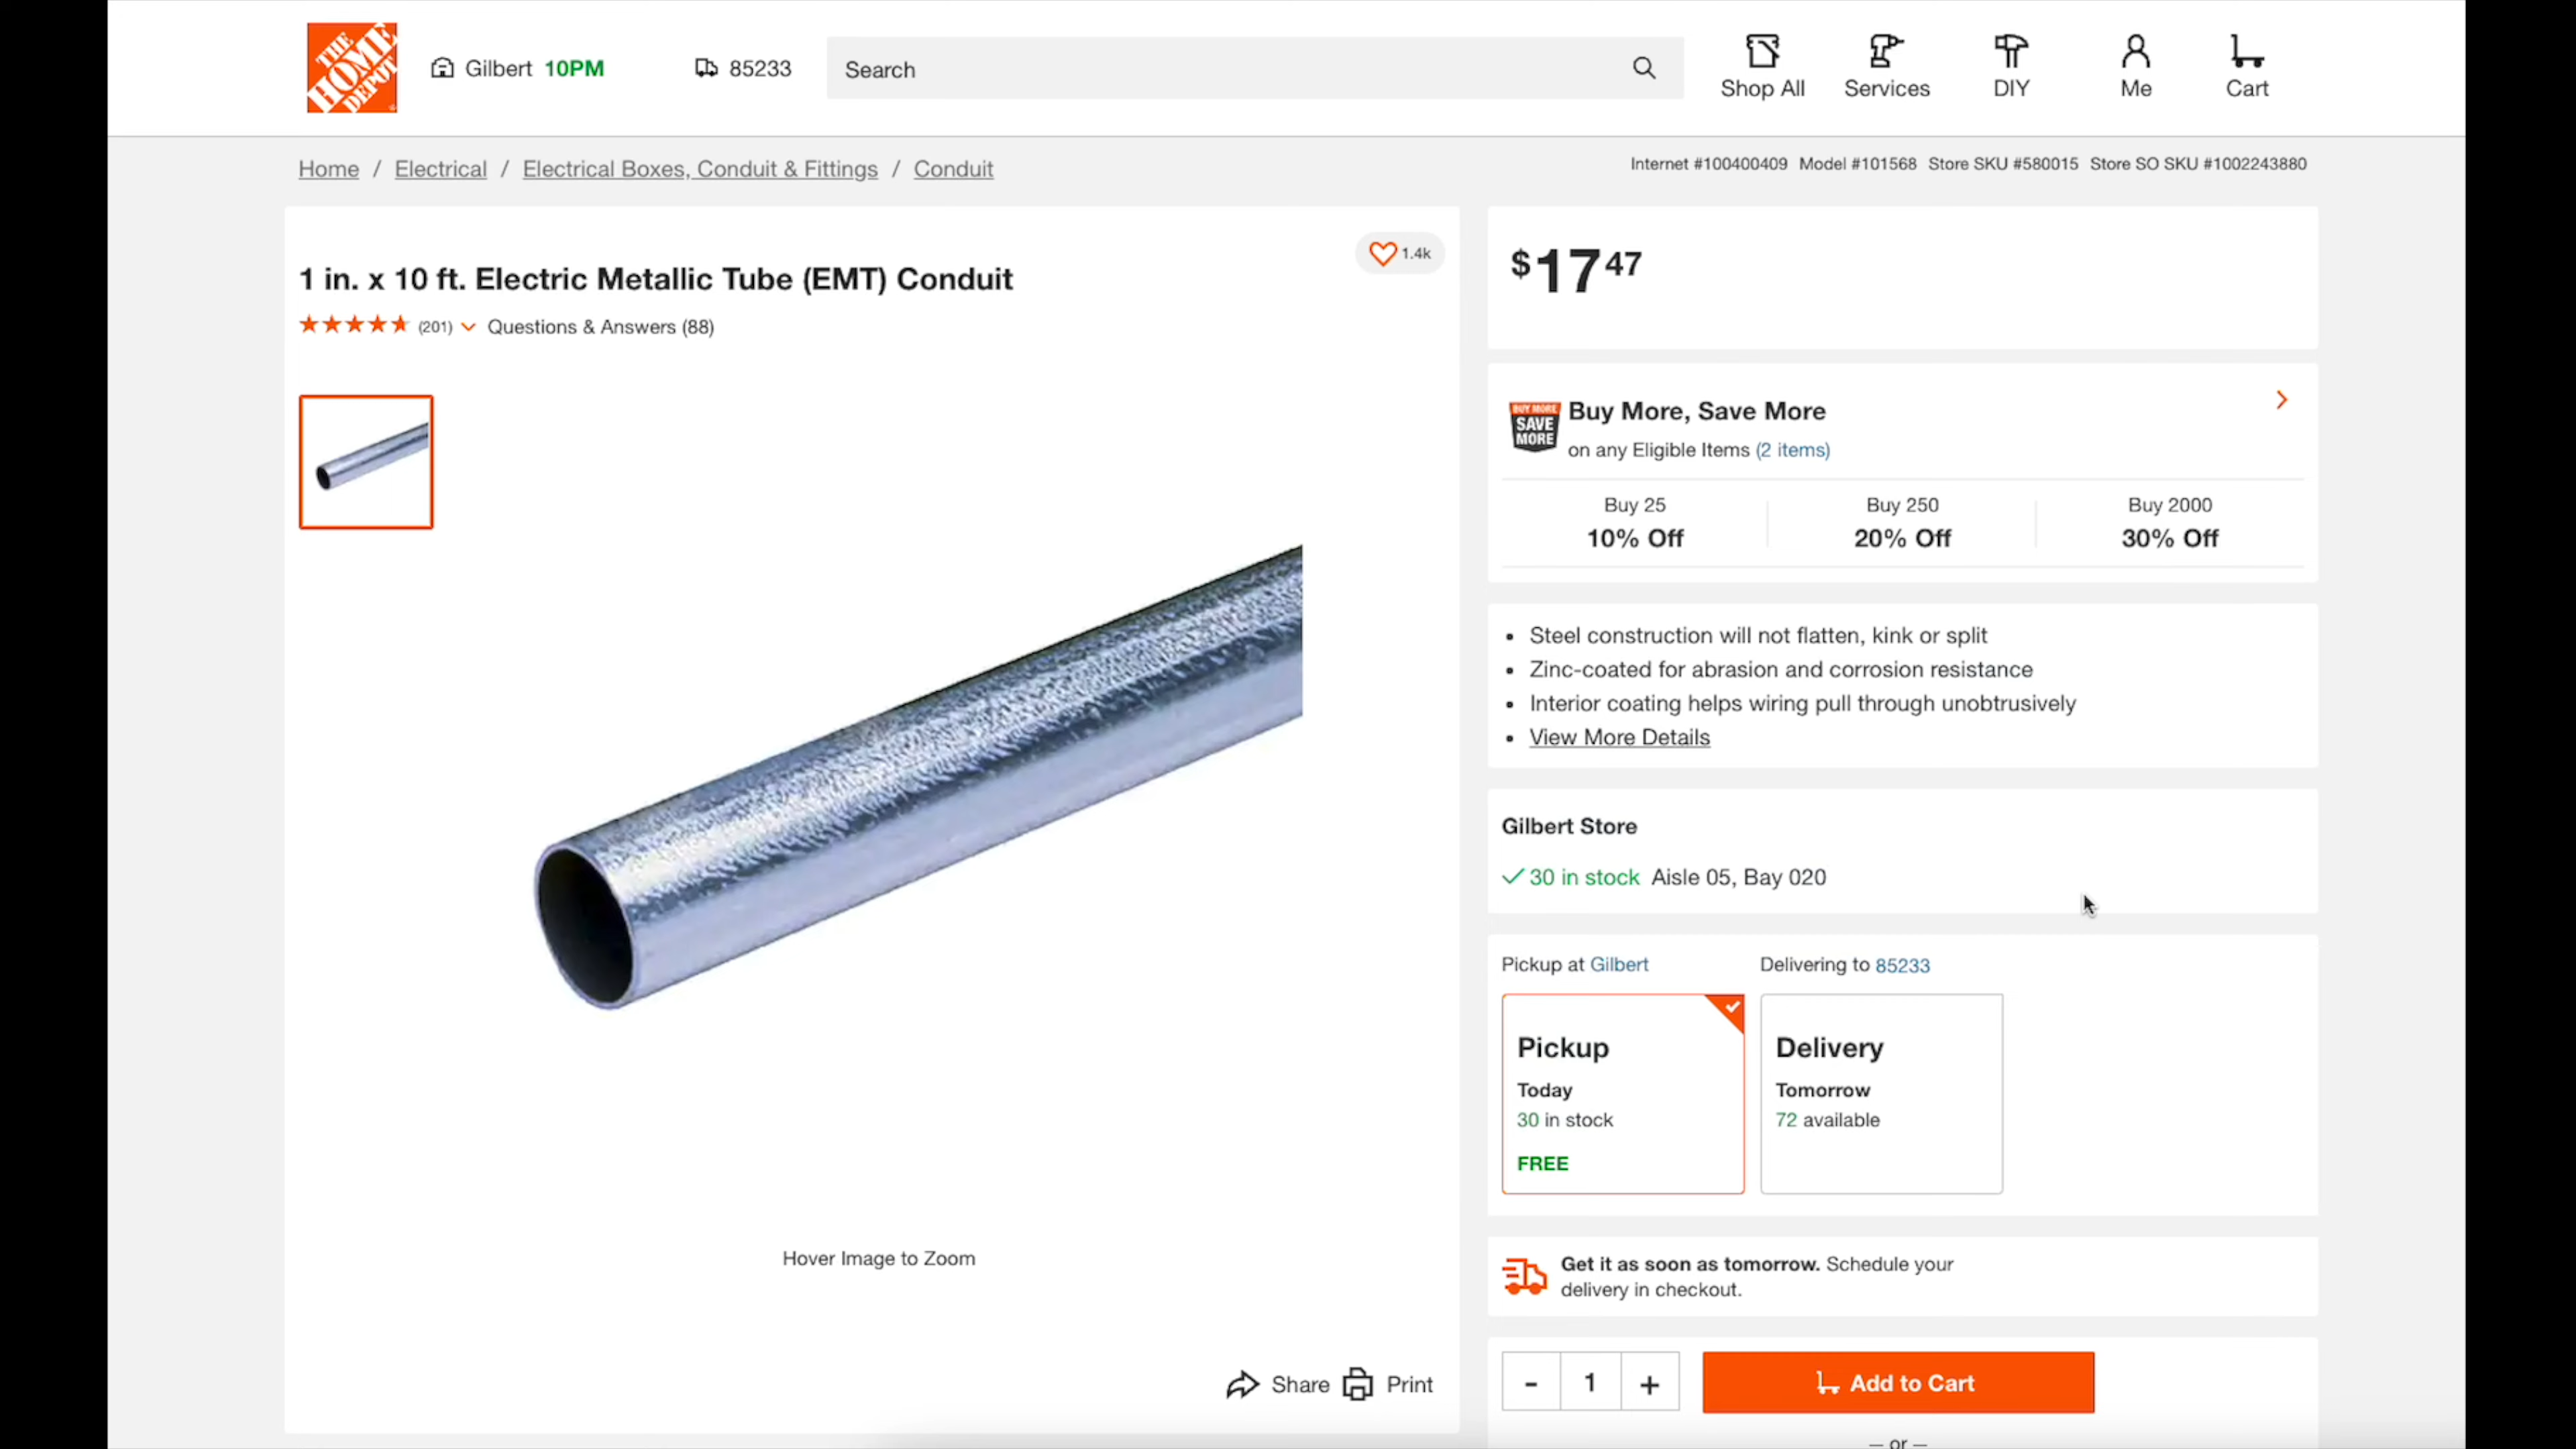 THE
HOME
DEPOT
Gilbert 10PM
85233
Search
Shop All
Services
DIY
Me
Cart
Home / Electrical / Electrical Boxes, Conduit & Fittings / Conduit
Internet #100400409 Model #101568 Store SKU #580015 Store SO SKU #1002243880
1 in. x 10 ft. Electric Metallic Tube (EMT) Conduit
1.4k
(201) Questions & Answers (88)
Hover Image to Zoom
Share
Print
$17 47
BUY MORE
SAVE
MORE
Buy More, Save More
on any Eligible Items (2 items)
Buy 25
10% Off
Buy 250
20% Off
Buy 2000
30% Off
• Steel construction will not flatten, kink or split
• Zinc-coated for abrasion and corrosion resistance
• Interior coating helps wiring pull through unobtrusively
• View More Details
Gilbert Store
30 in stock Aisle 05, Bay 020
Pickup at Gilbert
Pickup
Today
30 in stock
FREE
Delivering to 85233
Delivery
Tomorrow
72 available
Get it as soon as tomorrow. Schedule your
delivery in checkout.
- 1 +
Add to Cart
— or —